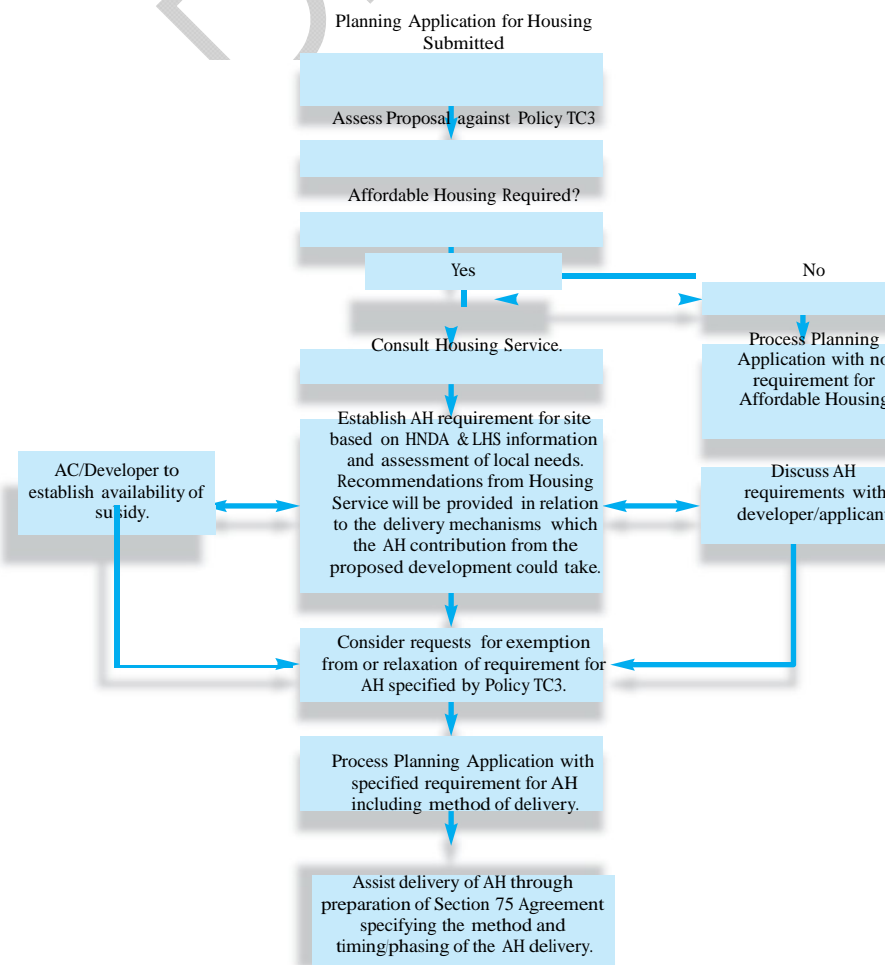 Planning Application for Housing
Submitted
Assess Proposal against Policy TC3
Affordable Housing Required?
Yes
No
Consult Housing Service.
Process Planning
Application with no
requirement for
Affordable Housing
Establish AH requirement for site
based on HNDA & LHS information
and assessment of local needs.
Recommendations from Housing
Service will be provided in relation
to the delivery mechanisms which
the AH contribution from the
proposed development could take.
AC/Developer to
establish availability of
Discuss AH
requirements with
developer/applicant
Consider requests for exemption
from or relaxation of requirement for
AH specified by Policy TC3.
Process Planning Application with
specified requirement for AH
including method of delivery.
Assist delivery of AH through
preparation of Section 75 Agreement
specifying the method and
timing/phasing of the AH delivery.